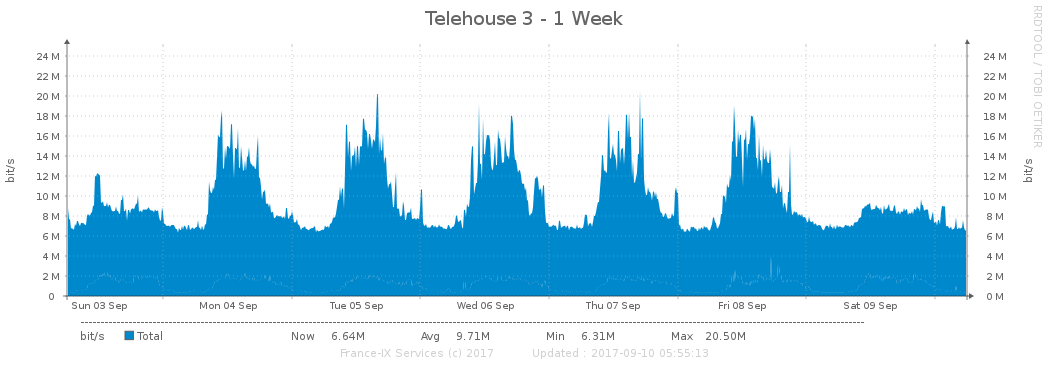 Telehouse 3 - 1 Week
RRDTOOL / TOBI OETIKER
bit/s
24 M 24 M
22 M 22 M
20 M 20 M
18 M 18 M
16 M 16 M
14 M 14 M
12 M 12 M
10 M 10 M
8 M 8 M
6 M 6 M
4 M 4 M
2 M 2 M
0 0 M
bit/s
Sun 03 Sep Mon 04 Sep Tue 05 Sep Wed 06 Sep Thu 07 Sep Fri 08 Sep Sat 09 Sep
bit/s Total Now 6.64M Avg 9.71M Min 6.31M Max 20.50M
France-IX Services (c) 2017 Updated : 2017-09-10 05:55:13